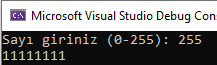 Microsoft Visual Studio Debug Con
Sayı giriniz (0-255): 255
11111111